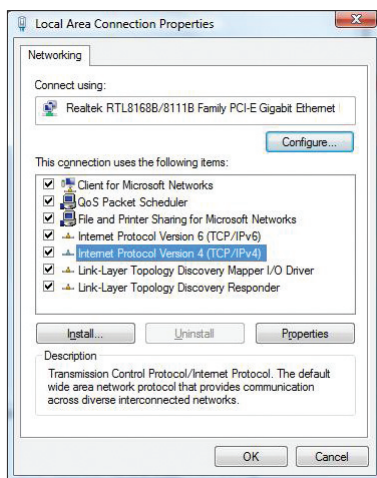 Local Area Connection Properties
Networking
Connect using:
Realtek RTL8168B/8111B Family PCI-E Gigabit Ethernet
Configure...
This connection uses the following items:
Client for Microsoft Networks
QoS Packet Scheduler
File and Printer Sharing for Microsoft Networks
Internet Protocol Version 6 (TCP/IPv6)
Internet Protocol Version 4 (TCP/IPv4)
Link-Layer Topology Discovery Mapper I/O Driver
Link-Layer Topology Discovery Responder
Install... Uninstall Properties
Description
Transmission Control Protocol/Internet Protocol. The default
wide area network protocol that provides communication
across diverse interconnected networks.
OK Cancel